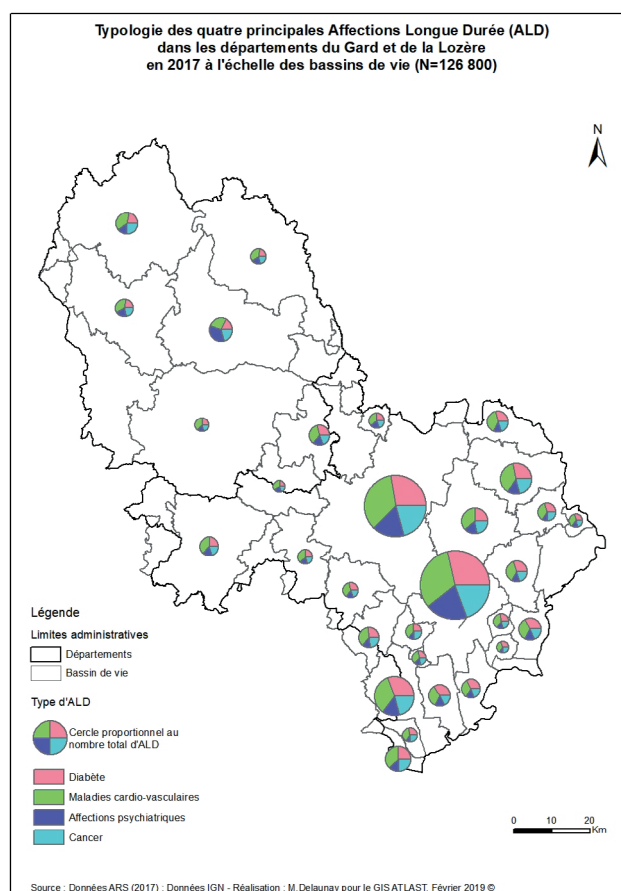 Typologie des quatre principales Affections Longue Durée (ALD)
dans les départements du Gard et de la Lozère
en 2017 à l'échelle des bassins de vie (N=126 800)
N
Légende
Limites administratives
Départements
Bassin de vie
Type d'ALD
Cercle proportionnel au
nombre total d'ALD
Diabète
Maladies cardio-vasculaires
Affections psychiatriques
Cancer
0 10 20
Km
Source : Données ARS (2017) ; Données IGN - Réalisation : M.Delaunay pour le GIS ATLAST, Février 2019 ©